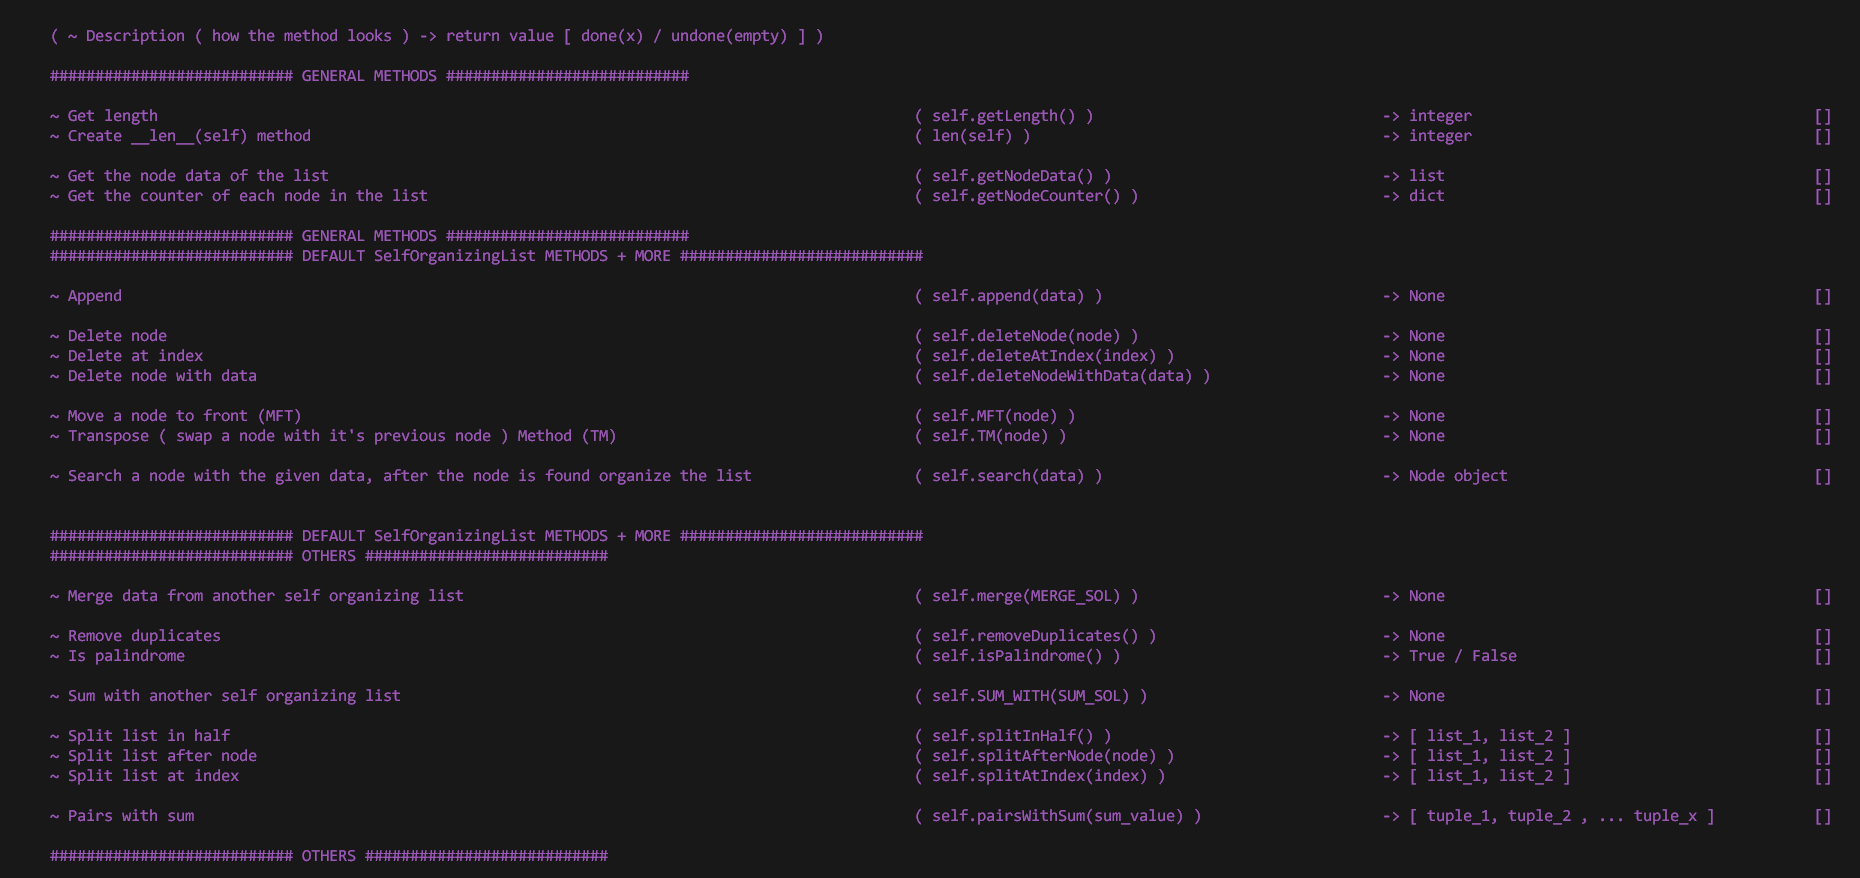 ( ~ Description ( how the method looks ) -> return value [ done(x) / undone(empty) ] )
########################### GENERAL METHODS ###########################
~ Get length ( self.getLength() ) -> integer []
~ Create __len__(self) method ( len(self) ) -> integer []
~ Get the node data of the list ( self.getNodeData() ) -> list []
~ Get the counter of each node in the list ( self.getNodeCounter() ) -> dict []
########################### GENERAL METHODS ###########################
########################### DEFAULT SelfOrganizingList METHODS + MORE ###########################
~ Append ( self.append(data) ) -> None []
~ Delete node ( self.deleteNode(node) ) -> None []
~ Delete at index ( self.deleteAtIndex(index) ) -> None []
~ Delete node with data ( self.deleteNodeWithData(data) ) -> None []
~ Move a node to front (MFT) ( self.MFT(node) ) -> None []
~ Transpose ( swap a node with it's previous node ) Method (TM) ( self.TM(node) ) -> None []
~ Search a node with the given data, after the node is found organize the list ( self.search(data) ) -> Node object []
########################### DEFAULT SelfOrganizingList METHODS + MORE ###########################
########################### OTHERS ###########################
~ Merge data from another self organizing list ( self.merge(MERGE_SOL) ) -> None []
~ Remove duplicates ( self.removeDuplicates() ) -> None []
~ Is palindrome ( self.isPalindrome() ) -> True / False []
~ Sum with another self organizing list ( self.SUM_WITH(SUM_SOL) ) -> None []
~ Split list in half ( self.splitInHalf() ) -> [ list_1, list_2 ] []
~ Split list after node ( self.splitAfterNode(node) ) -> [ list_1, list_2 ] []
~ Split list at index ( self.splitAtIndex(index) ) -> [ list_1, list_2 ] []
~ Pairs with sum ( self.pairsWithSum(sum_value) ) -> [ tuple_1, tuple_2 , ... tuple_x ] []
########################### OTHERS ###########################